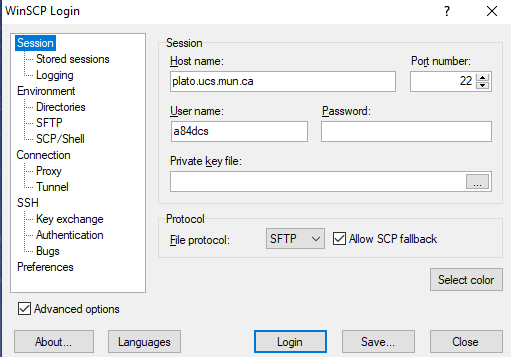 WinSCP Login
Session
Stored sessions
Logging
Environment
Directories
SFTP
SCP/Shell
Connection
Proxy
Tunnel
SSH
Key exchange
Authentication
Bugs
Preferences
Session
Host name:
Port number:
plato.ucs.mun.ca
22
User name:
Password:
a84dcs
Private key file:
...
Protocol
File protocol:
SFTP
Allow SCP fallback
Select color
Advanced options
About...
Languages
Login
Save...
Close